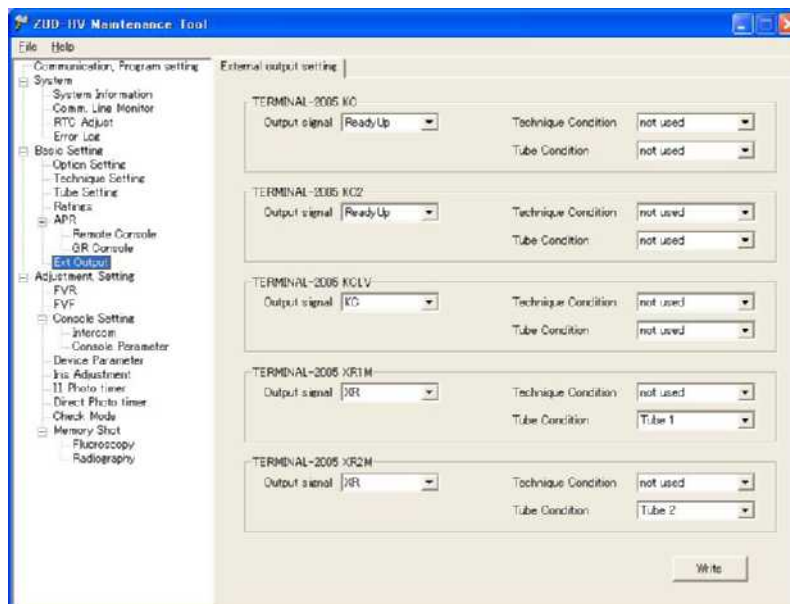 ZUD-HV Maintenance Tool
File Help
Communication, Program setting
System
System Information
Comm. Line Monitor
RTC Adjust
Error Log
Basic Setting
Option Setting
Technique Setting
Tube Setting
Ratings
APR
Remote Console
GR Console
Ext Output
Adjustment, Setting
FVR
FVF
Console Setting
Intercom
Console Parameter
Device Parameter
Iris Adjustment
II Photo timer
Direct Photo timer
Check Mode
Memory Shot
Flucroscopy
Radiography
External output setting
TERMINAL-2005 KC
Output signal ReadyUp Technique Condition not used
Tube Condition not used
TERMINAL-2005 KC2
Output signal ReadyUp Technique Condition not used
Tube Condition not used
TERMINAL-2005 KCLV
Output signal KC Technique Condition not used
Tube Condition not used
TERMINAL-2005 XR1M
Output signal XR Technique Condition not used
Tube Condition Tube 1
TERMINAL-2005 XR2M
Output signal XR Technique Condition not used
Tube Condition Tube 2
Write